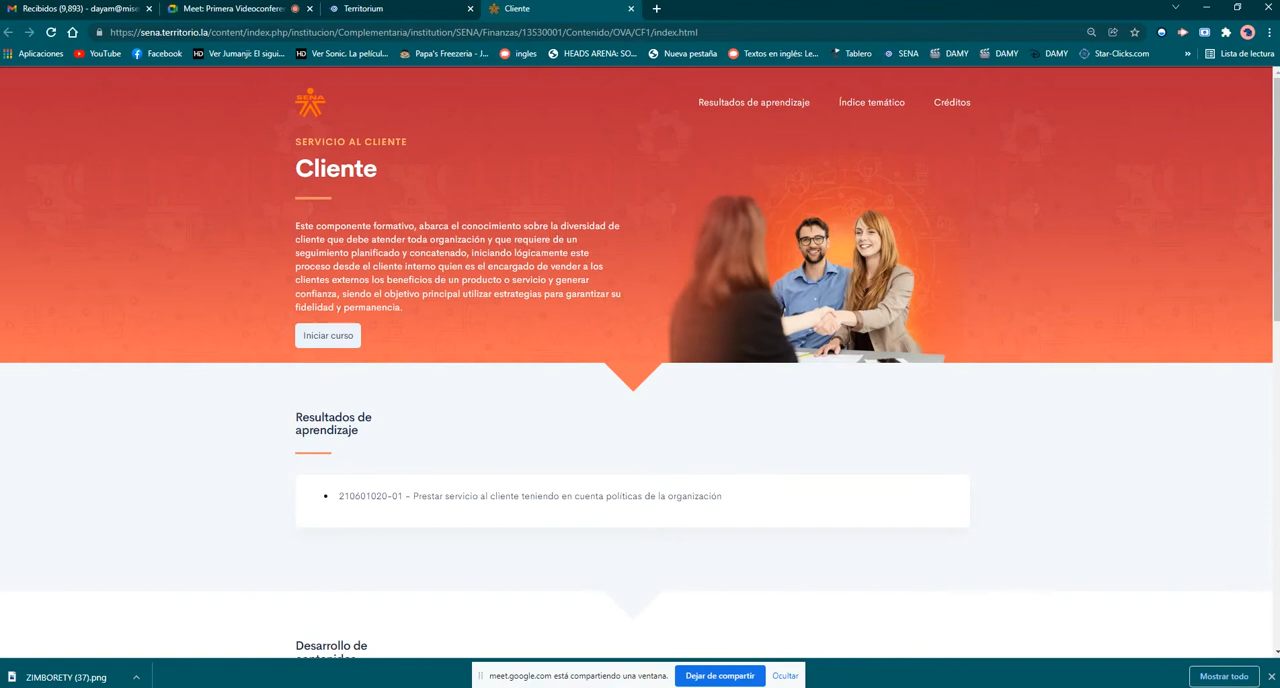 Recibidos (9,893) - dayam@mise
Meet: Primera Videoconferen
Territorium
Cliente
https://sena.territorio.la/content/index.php/institucion/Complementaria/institution/SENA/Finanzas/13530001/Contenido/OVA/CF1/index.html
Aplicaciones YouTube Facebook Ver Jumanji: El sigui... Ver Sonic. La películ... Papa's Freezeria - J... ingles HEADS ARENA: SO... Nueva pestaña Textos en inglés: Le... Tablero SENA DAMY DAMY DAMY Star-Clicks.com » Lista de lectura
SENA
Resultados de aprendizaje Índice temático Créditos
SERVICIO AL CLIENTE
Cliente
Este componente formativo, abarca el conocimiento sobre la diversidad de
cliente que debe atender toda organización y que requiere de un
seguimiento planificado y concatenado, iniciando lógicamente este
proceso desde el cliente interno quien es el encargado de vender a los
clientes externos los beneficios de un producto o servicio y generar
confianza, siendo el objetivo principal utilizar estrategias para garantizar su
fidelidad y permanencia.
Iniciar curso
Resultados de
aprendizaje
• 210601020-01 - Prestar servicio al cliente teniendo en cuenta políticas de la organización
Desarrollo de
contenidos
ZIMBORETY (37).png
meet.google.com está compartiendo una ventana. Dejar de compartir Ocultar
Mostrar todo